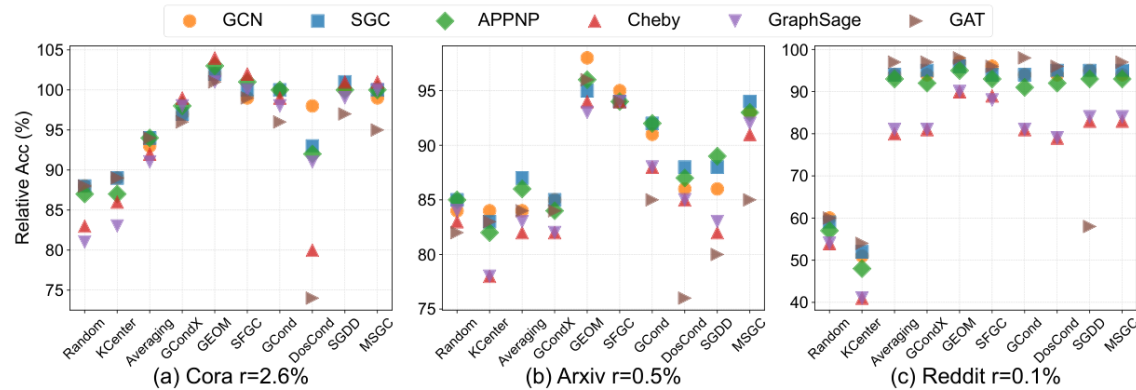 GCN SGC APPNP Cheby GraphSage GAT
Relative Acc (%)
105
100
95
90
85
80
75
Random KCenter Averaging GCondX GEOM SFGC GCond DosCond SGDD MSGC
(a) Cora r=2.6%
95
90
85
80
75
Random KCenter Averaging GCondX GEOM SFGC GCond DosCond SGDD MSGC
(b) Arxiv r=0.5%
100
90
80
70
60
50
40
Random KCenter Averaging GCondX GEOM SFGC GCond DosCond SGDD MSGC
(c) Reddit r=0.1%